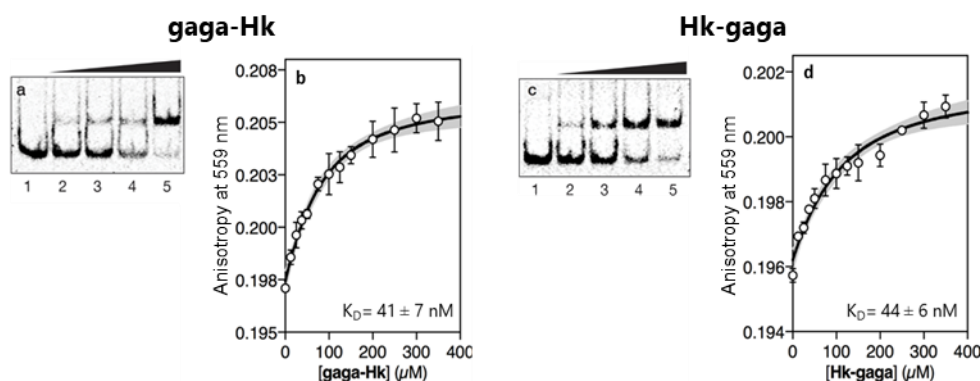 gaga-Hk
a
1 2 3 4 5
b
Anisotropy at 559 nm
0.208
0.205
0.203
0.200
0.198
0.195
K_D= 41 ± 7 nM
0 100 200 300 400
[gaga-Hk] (µM)
Hk-gaga
c
1 2 3 4 5
d
Anisotropy at 559 nm
0.202
0.200
0.198
0.196
0.194
K_D= 44 ± 6 nM
0 100 200 300 400
[Hk-gaga] (µM)